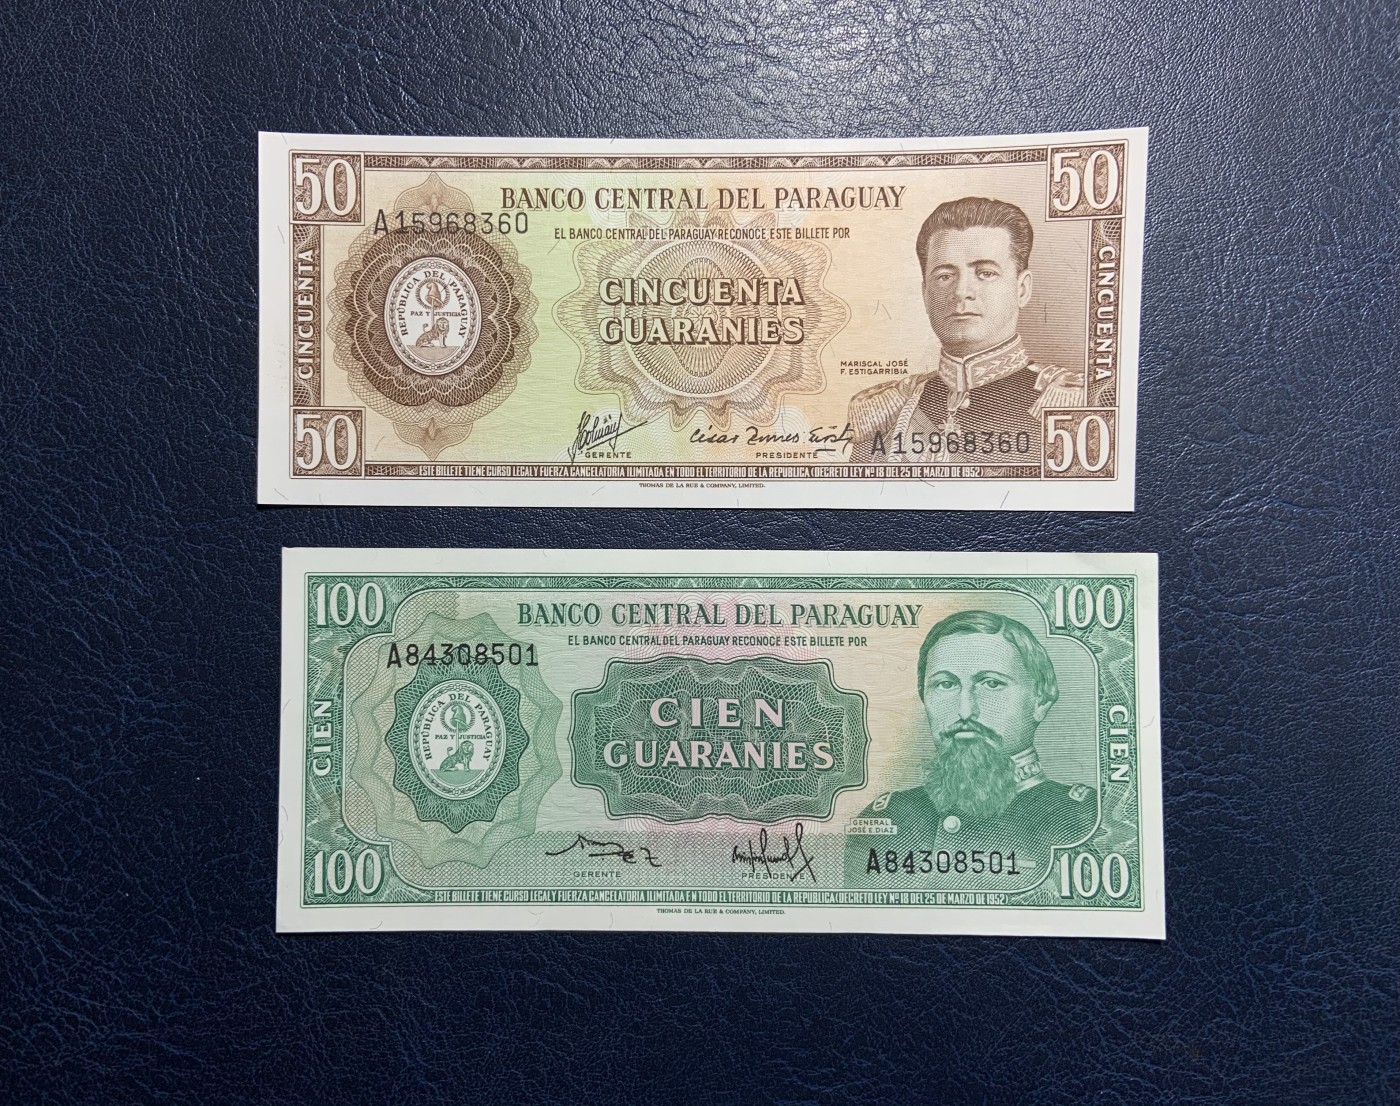 50
50
BANCO CENTRAL DEL PARAGUAY
A15968360
EL BANCO CENTRAL DEL PARAGUAY RECONOCE ESTE BILLETE POR
CINCUENTA
CINCUENTA
REPÚBLICA DEL PARAGUAY
PAZ Y JUSTICIA
CINCUENTA
GUARANIES
MARISCAL JOSÉ
F. ESTIGARRIBIA
GERENTE
PRESIDENTE
A15968360
50
50
ESTE BILLETE TIENE CURSO LEGAL Y FUERZA CANCELATORIA ILIMITADA EN TODO EL TERRITORIO DE LA REPUBLICA (DECRETO LEY Nº 18 DEL 25 DE MARZO DE 1952)
THOMAS DE LA RUE & COMPANY, LIMITED.
100
100
BANCO CENTRAL DEL PARAGUAY
EL BANCO CENTRAL DEL PARAGUAY RECONOCE ESTE BILLETE POR
A84308501
CIEN
CIEN
REPÚBLICA DEL PARAGUAY
PAZ Y JUSTICIA
CIEN
GUARANIES
GENERAL
JOSÉ E. DIAZ
GERENTE
PRESIDENTE
A84308501
100
100
ESTE BILLETE TIENE CURSO LEGAL Y FUERZA CANCELATORIA ILIMITADA EN TODO EL TERRITORIO DE LA REPUBLICA (DECRETO LEY Nº 18 DEL 25 DE MARZO DE 1952)
THOMAS DE LA RUE & COMPANY, LIMITED.